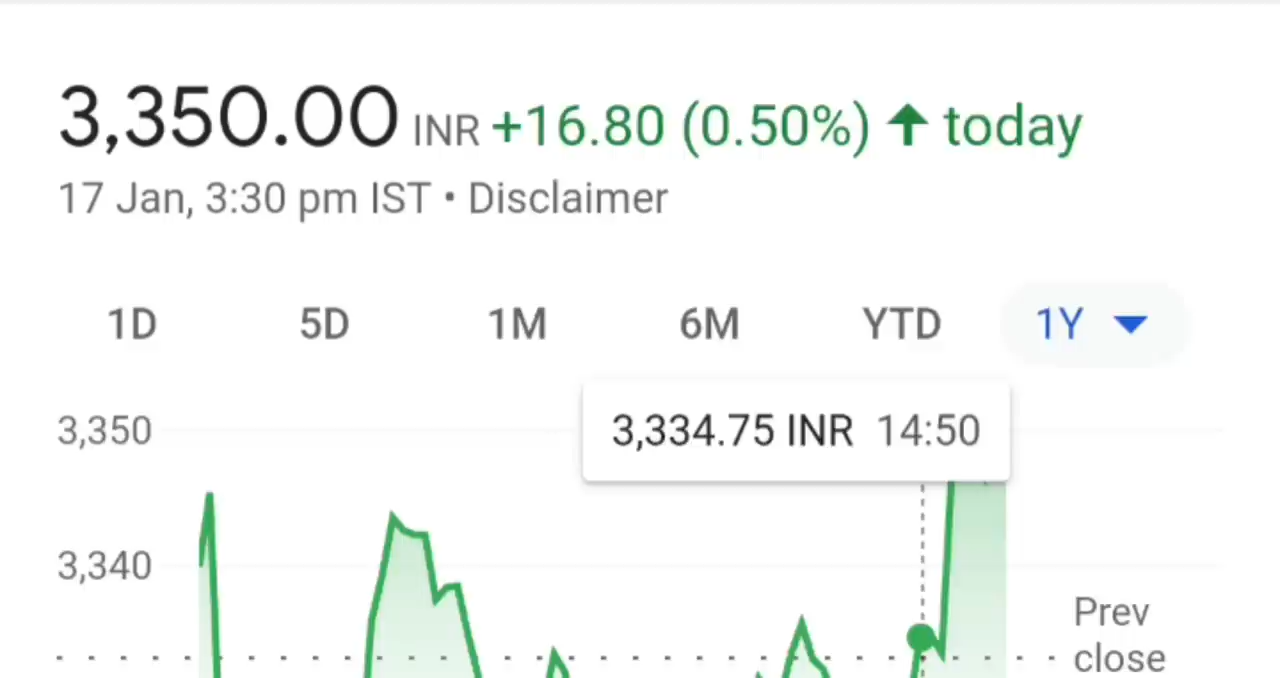 3,350.00 INR +16.80 (0.50%) ↑ today
17 Jan, 3:30 pm IST • Disclaimer
1D 5D 1M 6M YTD 1Y
3,350
3,334.75 INR 14:50
3,340
Prev
close